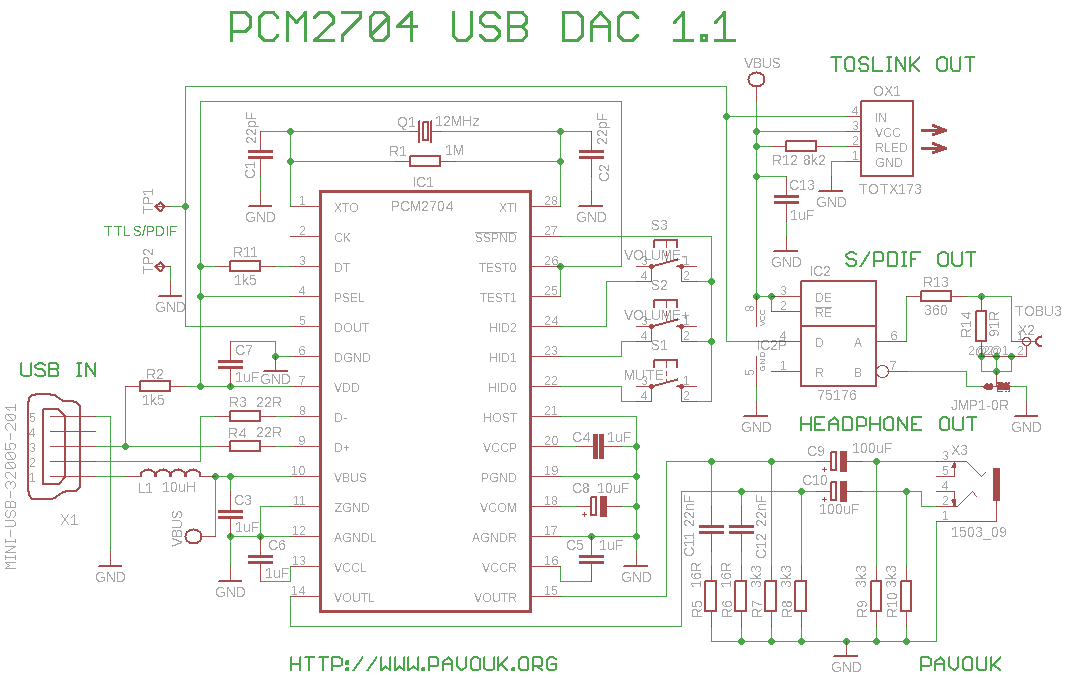 PCM2704 USB DAC 1.1
TOSLINK OUT
VBUS
OX1
4 IN
3 VCC
2 RLED
1 GND
TOTX173
R12 8k2
C13
1uF
GND
GND
22pF
C1
GND
Q1 12MHz
R1 1M
22pF
C2
GND
IC1
PCM2704
1 XTO
2 CK
3 DT
4 PSEL
5 DOUT
6 DGND
7 VDD
8 D-
9 D+
10 VBUS
11 ZGND
12 AGNDL
13 VCCL
14 VOUTL
XTI 28
SSPND 27
TEST0 26
TEST1 25
HID2 24
HID1 23
HID0 22
HOST 21
VCCP 20
PGND 19
VCOM 18
AGNDR 17
VCCR 16
VOUTR 15
TP1
TTL S/PDIF
TP2
GND
R11
1k5
C7
1uF
GND
R2
1k5
R3 22R
R4 22R
USB IN
5
4
3
2
1
X1
MINI-USB-32005-201
L1 10uH
VBUS
C3
1uF
GND
C6
1uF
GND
S3
VOLUME-
3 1
4 2
S2
VOLUME+
3 1
4 2
S1
MUTE
3 1
4 2
C4 1uF
C8 10uF
+
C5 1uF
GND
S/PDIF OUT
IC2
3 DE
2 RE
4 D
1 R
A 6
B 7
75176
8 VCC
IC2P
5 GND
GND
R13
360
R14
91R
TOBU3
X2
1
2
JMP1-0R
GND
HEADPHONE OUT
C9 100uF
+
C10
+
100uF
X3
3
5
4
2
1
1503_09
C11 22nF
C12 22nF
R5 16R
R6 16R
R7 3k3
R8 3k3
R9 3k3
R10 3k3
GND
HTTP://WWW.PAVOUK.ORG
PAVOUK